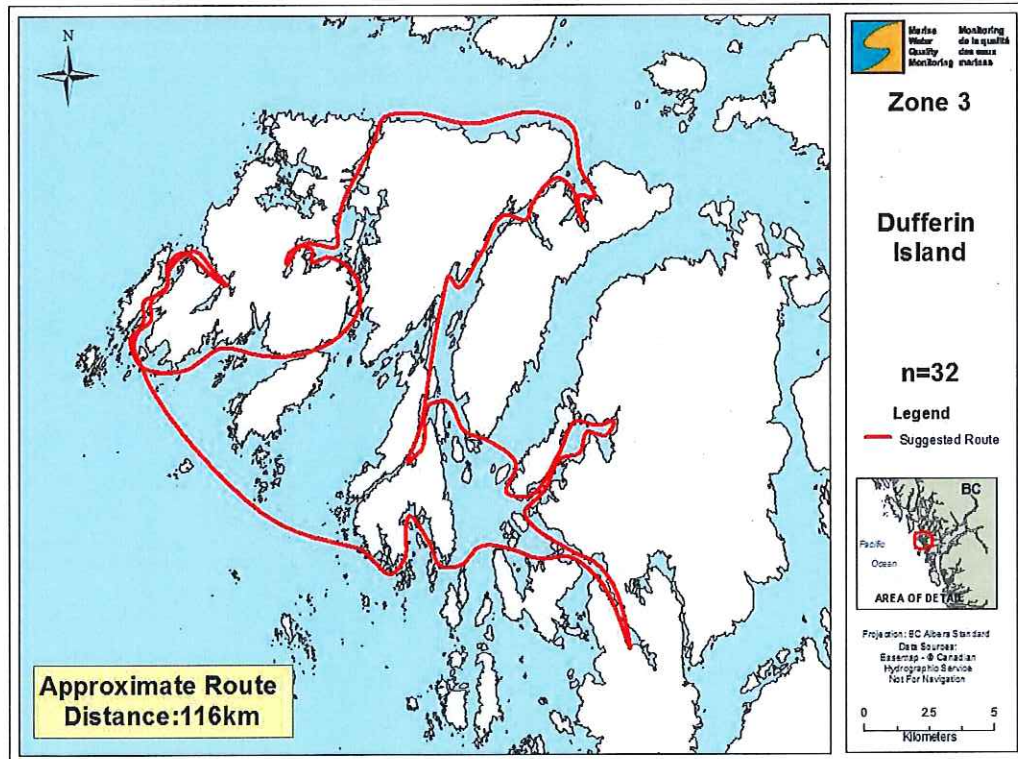 N
Approximate Route
Distance:116km
Marine
Water
Quality
Monitoring
Monitoring
de la qualité
des eaux
marines
Zone 3
Dufferin
Island
n=32
Legend
Suggested Route
BC
Pacific
Ocean
AREA OF DETAIL
Projection: BC Albers Standard
Data Sources:
Basemap - © Canadian
Hydrographic Service
Not For Navigation
0 2.5 5
Kilometers